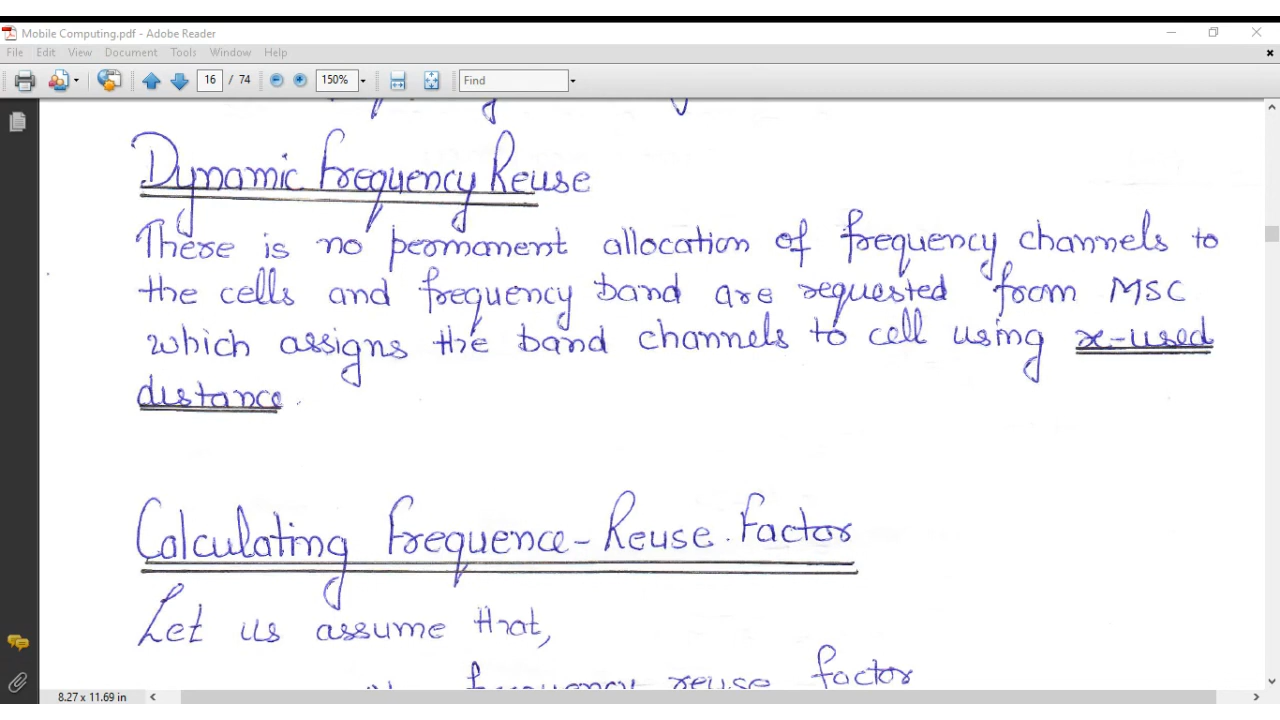 Mobile Computing.pdf - Adobe Reader
File Edit View Document Tools Window Help
16 / 74 150% Find
Dynamic Frequency Reuse
There is no permanent allocation of frequency channels to
the cells and frequency band are requested from MSC
which assigns the band channels to cell using x-used
distance.
Calculating Frequence-Reuse.Factor
Let us assume that,
frequency reuse factor
8.27 x 11.69 in